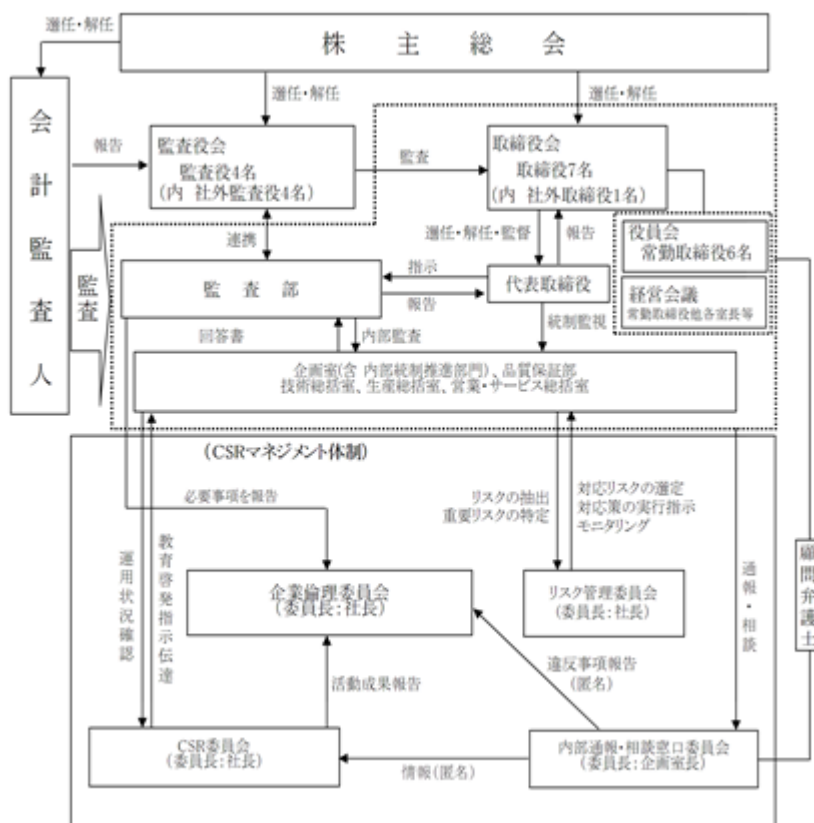 選任・解任
株主総会
選任・解任
選任・解任
会計監査人
報告
監査役会
監査役4名
(内 社外監査役4名)
監査
取締役会
取締役7名
(内 社外取締役1名)
監査
連携
選任・解任・監督
報告
役員会
常勤取締役6名
監査部
指示
報告
代表取締役
経営会議
常勤取締役他各室長等
回答書
内部監査
統制監視
企画室(含 内部統制推進部門)、品質保証部
技術総括室、生産総括室、営業・サービス総括室
(CSRマネジメント体制)
必要事項を報告
リスクの抽出
重要リスクの特定
対応リスクの選定
対応策の実行指示
モニタリング
運用状況確認
教育啓発指示伝達
企業倫理委員会
(委員長:社長)
リスク管理委員会
(委員長:社長)
通報・相談
顧問弁護士
活動成果報告
違反事項報告
(匿名)
CSR委員会
(委員長:社長)
情報(匿名)
内部通報・相談窓口委員会
(委員長:企画室長)